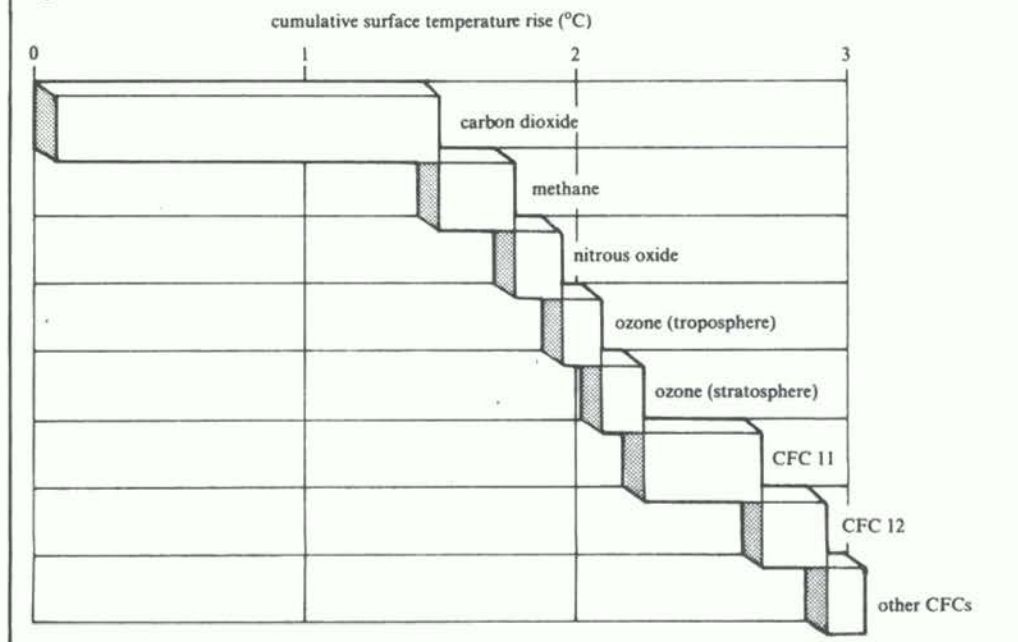 cumulative surface temperature rise (°C)
0 1 2 3
carbon dioxide
methane
nitrous oxide
ozone (troposphere)
ozone (stratosphere)
CFC 11
CFC 12
other CFCs